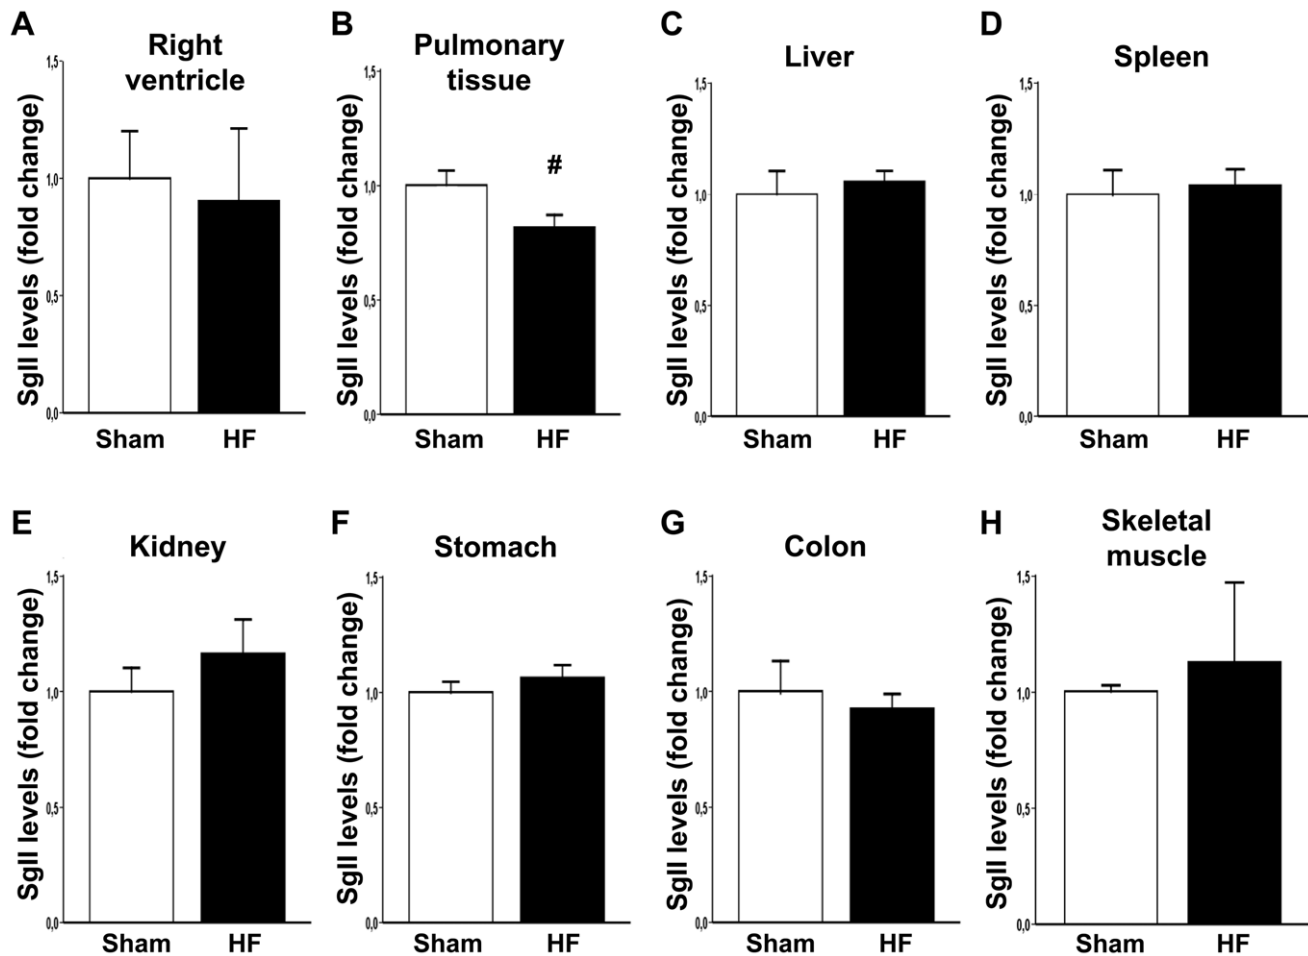 A
Right
ventricle
SgII levels (fold change)
1,5
1,0
0,5
0,0
Sham
HF
B
Pulmonary
tissue
SgII levels (fold change)
1,5
1,0
0,5
0,0
#
Sham
HF
C
Liver
SgII levels (fold change)
1,5
1,0
0,5
0,0
Sham
HF
D
Spleen
SgII levels (fold change)
1,5
1,0
0,5
0,0
Sham
HF
E
Kidney
SgII levels (fold change)
1,5
1,0
0,5
0,0
Sham
HF
F
Stomach
SgII levels (fold change)
1,5
1,0
0,5
0,0
Sham
HF
G
Colon
SgII levels (fold change)
1,5
1,0
0,5
0,0
Sham
HF
H
Skeletal
muscle
SgII levels (fold change)
1,5
1,0
0,5
0,0
Sham
HF